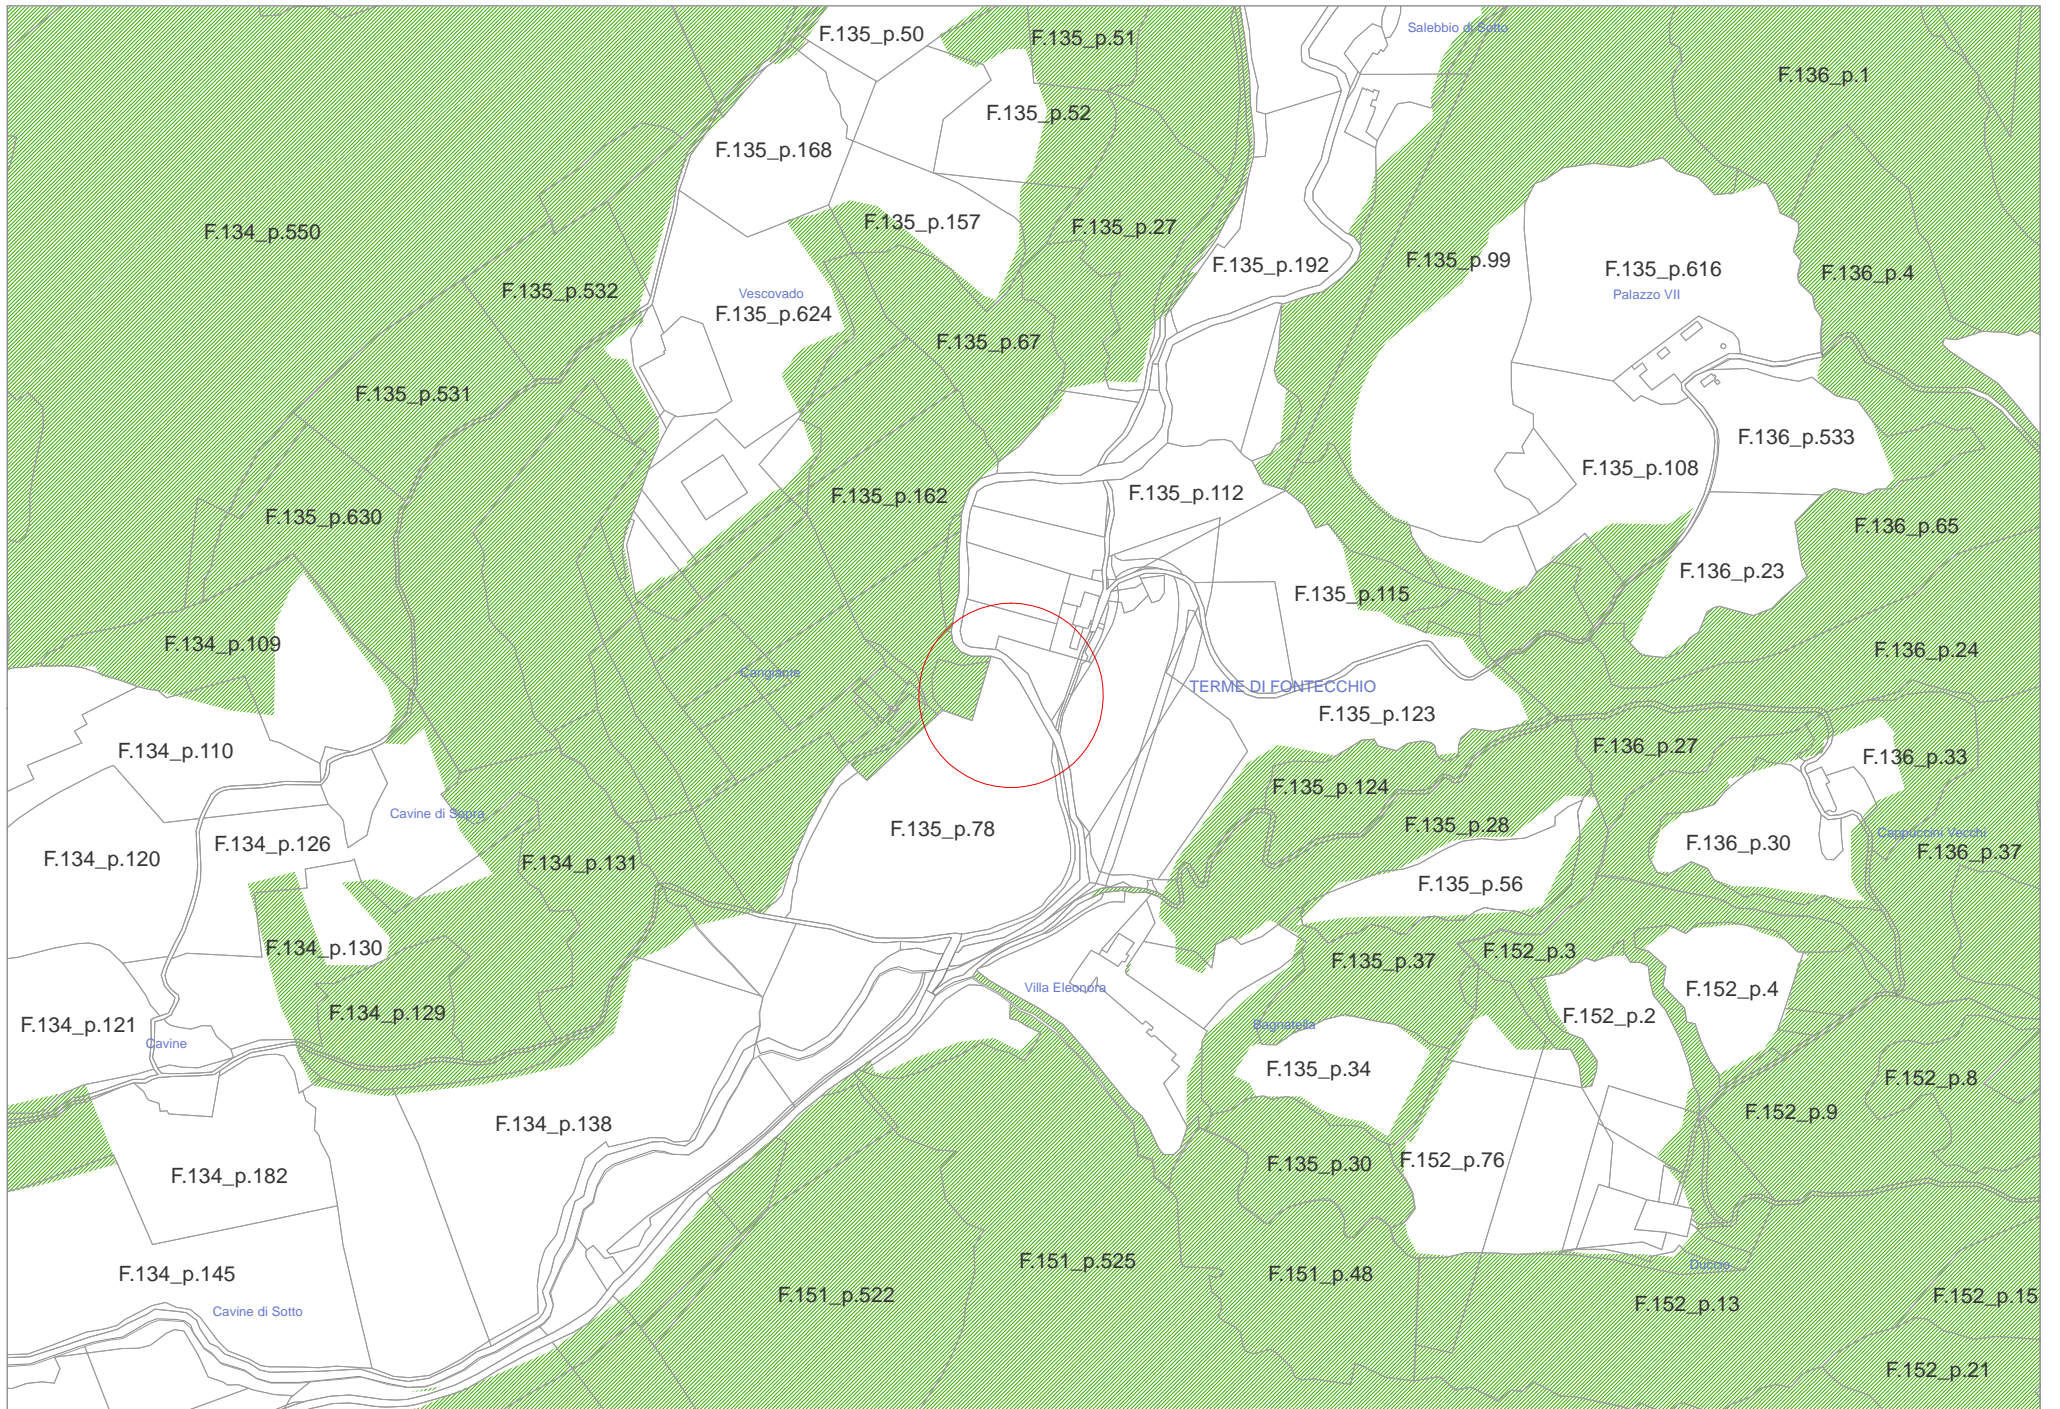 Salebbio di Sotto
F.135_p.50
F.135_p.51
F.136_p.1
F.135_p.52
F.135_p.168
F.135_p.157
F.135_p.27
F.134_p.550
F.135_p.192
F.135_p.99
F.135_p.616
Palazzo VII
F.136_p.4
F.135_p.532
Vescovado
F.135_p.624
F.135_p.67
F.135_p.531
F.136_p.533
F.135_p.108
F.135_p.162
F.135_p.112
F.135_p.630
F.136_p.65
F.136_p.23
F.135_p.115
F.134_p.109
F.136_p.24
Cangiante
TERME DI FONTECCHIO
F.135_p.123
F.134_p.110
F.136_p.27
F.136_p.33
F.135_p.124
Cavine di Sopra
F.135_p.78
F.135_p.28
Cappuccini Vecchi
F.134_p.126
F.136_p.30
F.136_p.37
F.134_p.120
F.134_p.131
F.135_p.56
F.134_p.130
F.152_p.3
F.135_p.37
Villa Eleonora
F.152_p.4
F.134_p.129
F.152_p.2
F.134_p.121
Bagnatella
Cavine
F.135_p.34
F.152_p.8
F.152_p.9
F.134_p.138
F.135_p.30
F.152_p.76
F.134_p.182
F.151_p.525
Duccio
F.134_p.145
F.151_p.48
F.151_p.522
F.152_p.13
F.152_p.15
Cavine di Sotto
F.152_p.21